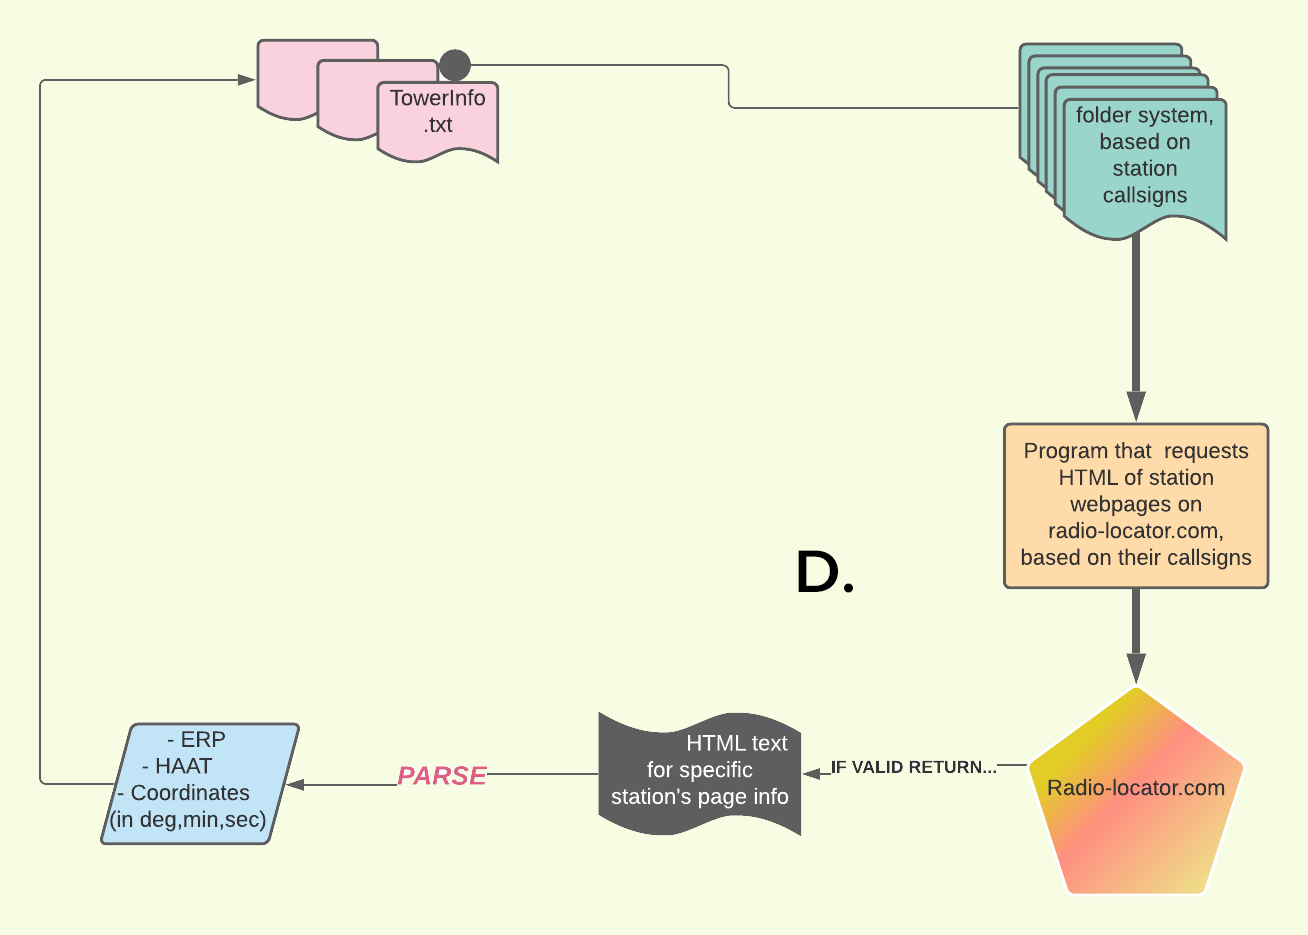 TowerInfo
.txt
folder system,
based on
station
callsigns
Program that  requests
HTML of station
webpages on
radio-locator.com,
based on their callsigns
D.
Radio-locator.com
IF VALID RETURN...
HTML text
for specific
station's page info
PARSE
- ERP
- HAAT
- Coordinates
(in deg,min,sec)